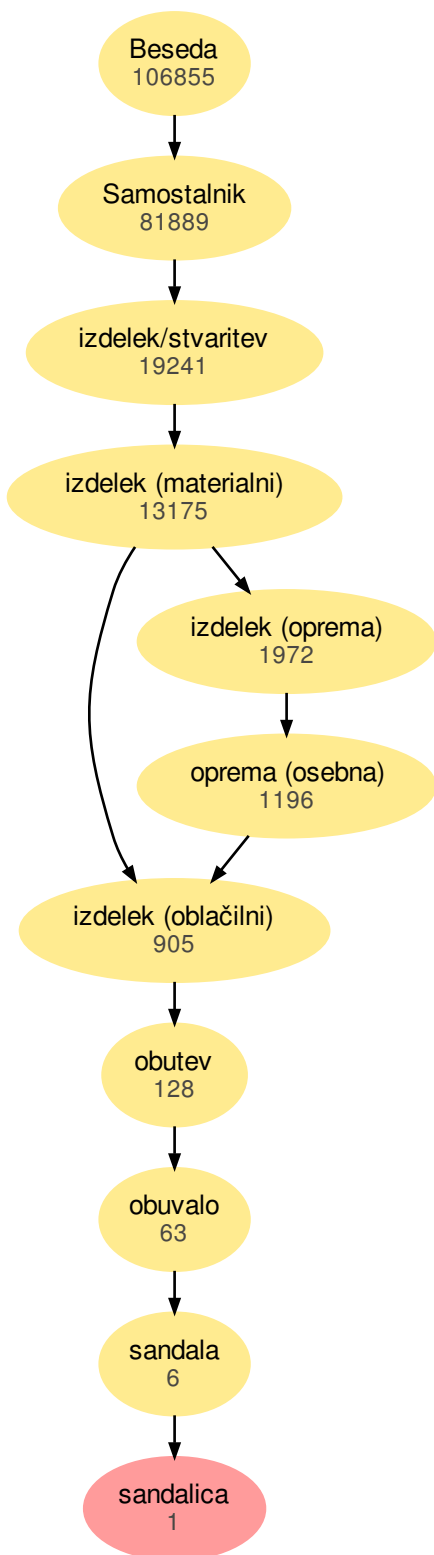 Beseda
106855
Samostalnik
81889
izdelek/stvaritev
19241
izdelek (materialni)
13175
izdelek (oprema)
1972
oprema (osebna)
1196
izdelek (oblačilni)
905
obutev
128
obuvalo
63
sandala
6
sandalica
1